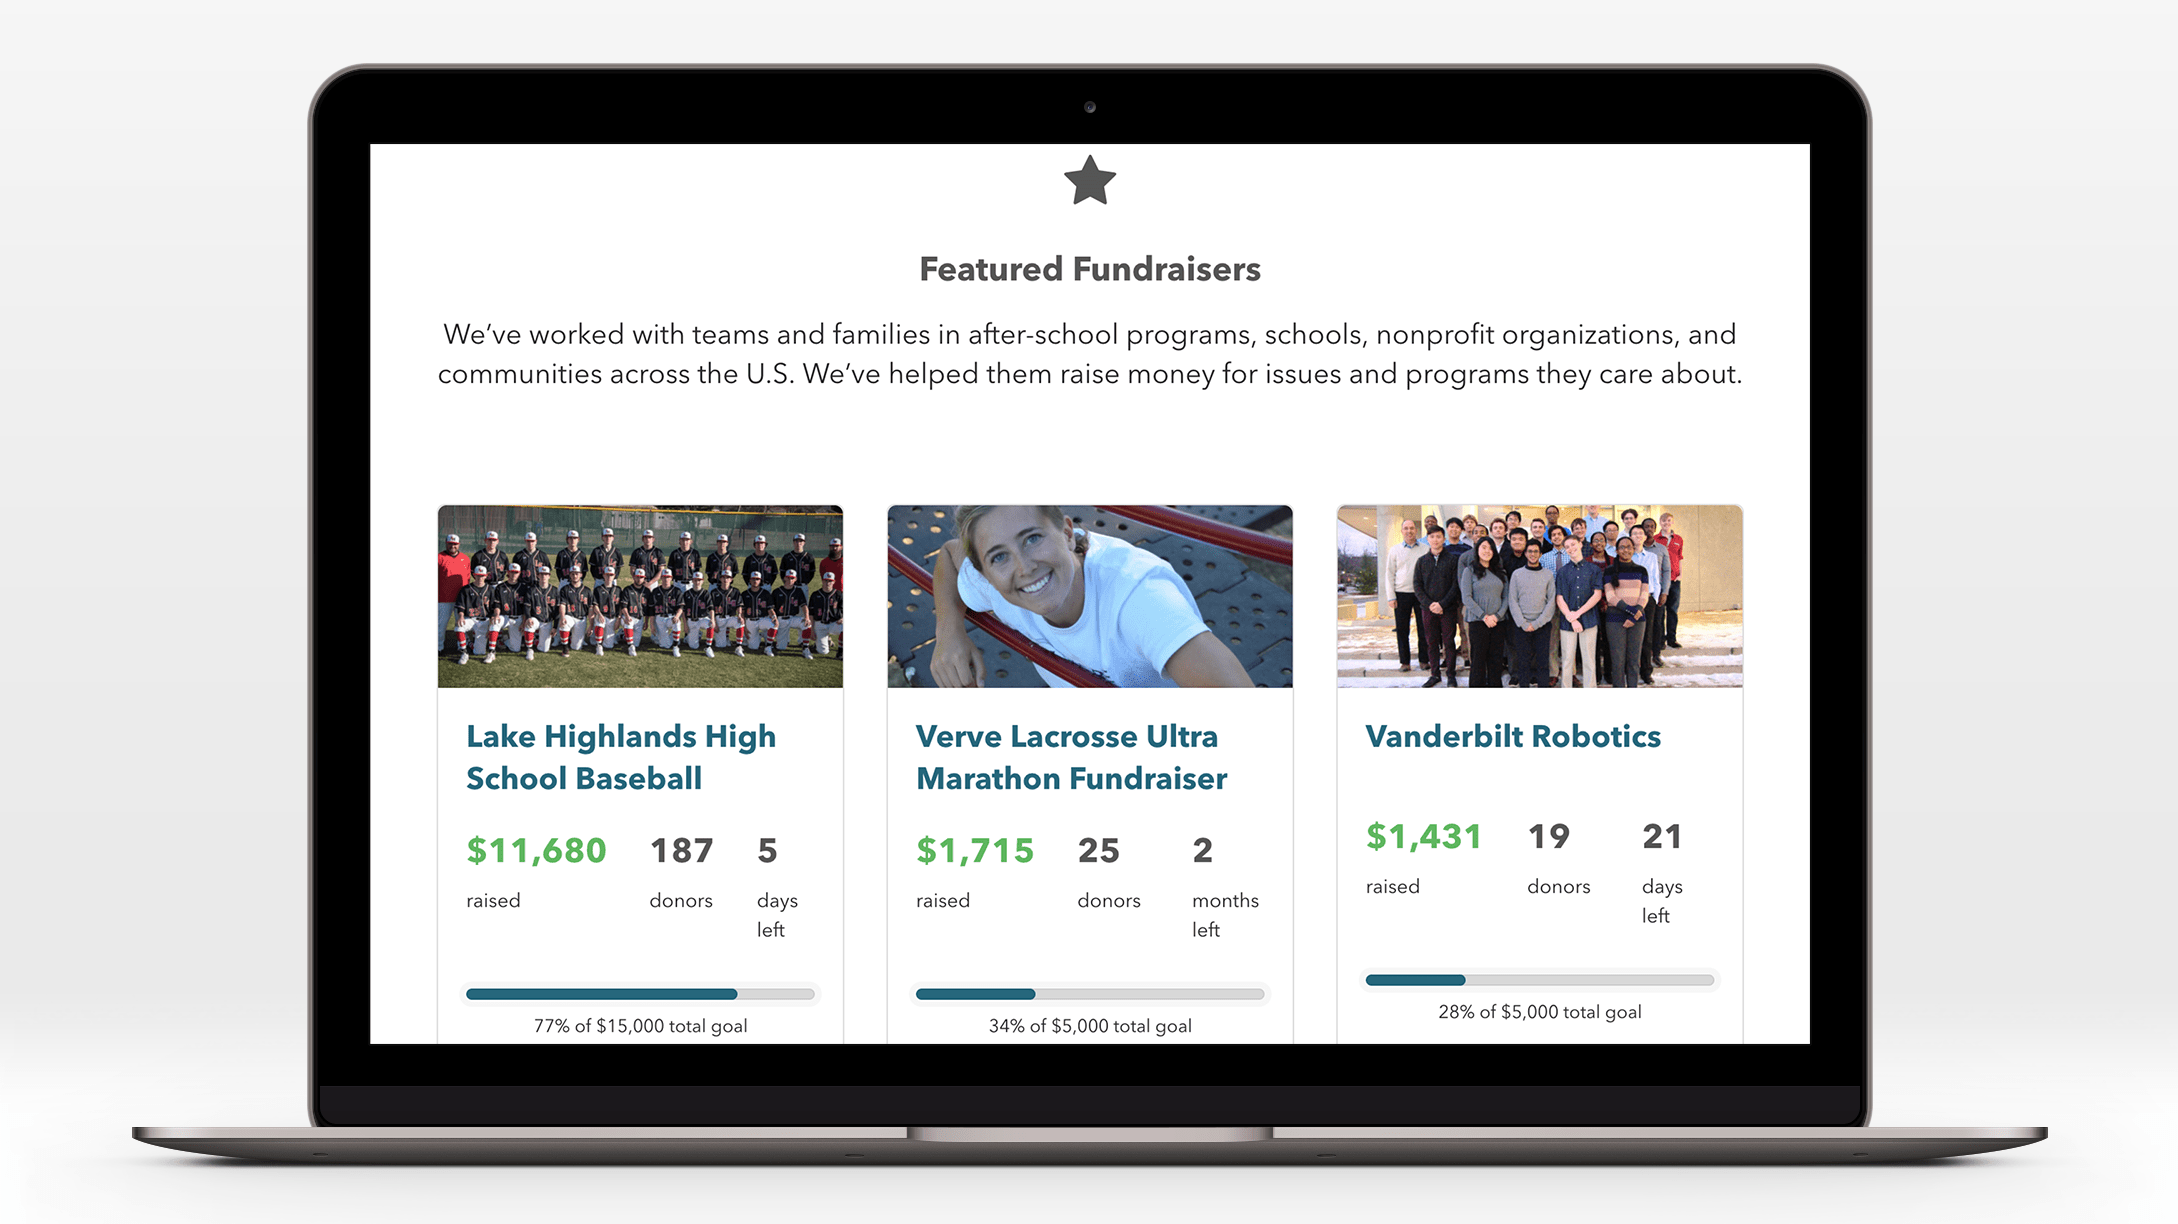 Featured Fundraisers
We’ve worked with teams and families in after-school programs, schools, nonprofit organizations, and
communities across the U.S. We’ve helped them raise money for issues and programs they care about.
Lake Highlands High
School Baseball
$11,680 187 5
raised donors days
left
77% of $15,000 total goal
Verve Lacrosse Ultra
Marathon Fundraiser
$1,715 25 2
raised donors months
left
34% of $5,000 total goal
Vanderbilt Robotics
$1,431 19 21
raised donors days
left
28% of $5,000 total goal